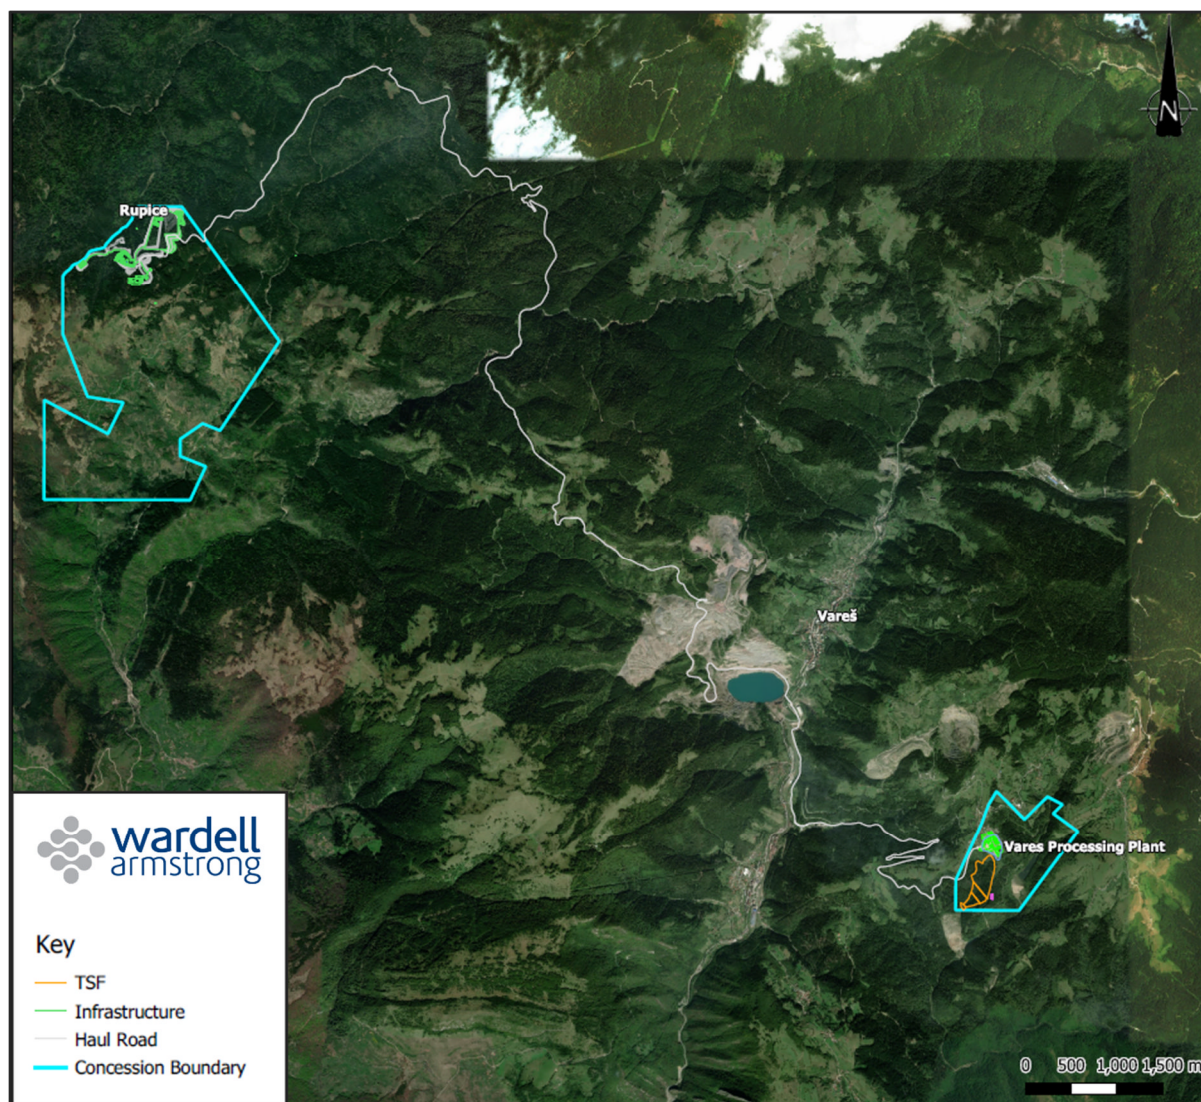 N
Rupice
Vareš
Vares Processing Plant
wardell
armstrong
Key
TSF
Infrastructure
Haul Road
Concession Boundary
0 500 1,000 1,500 m